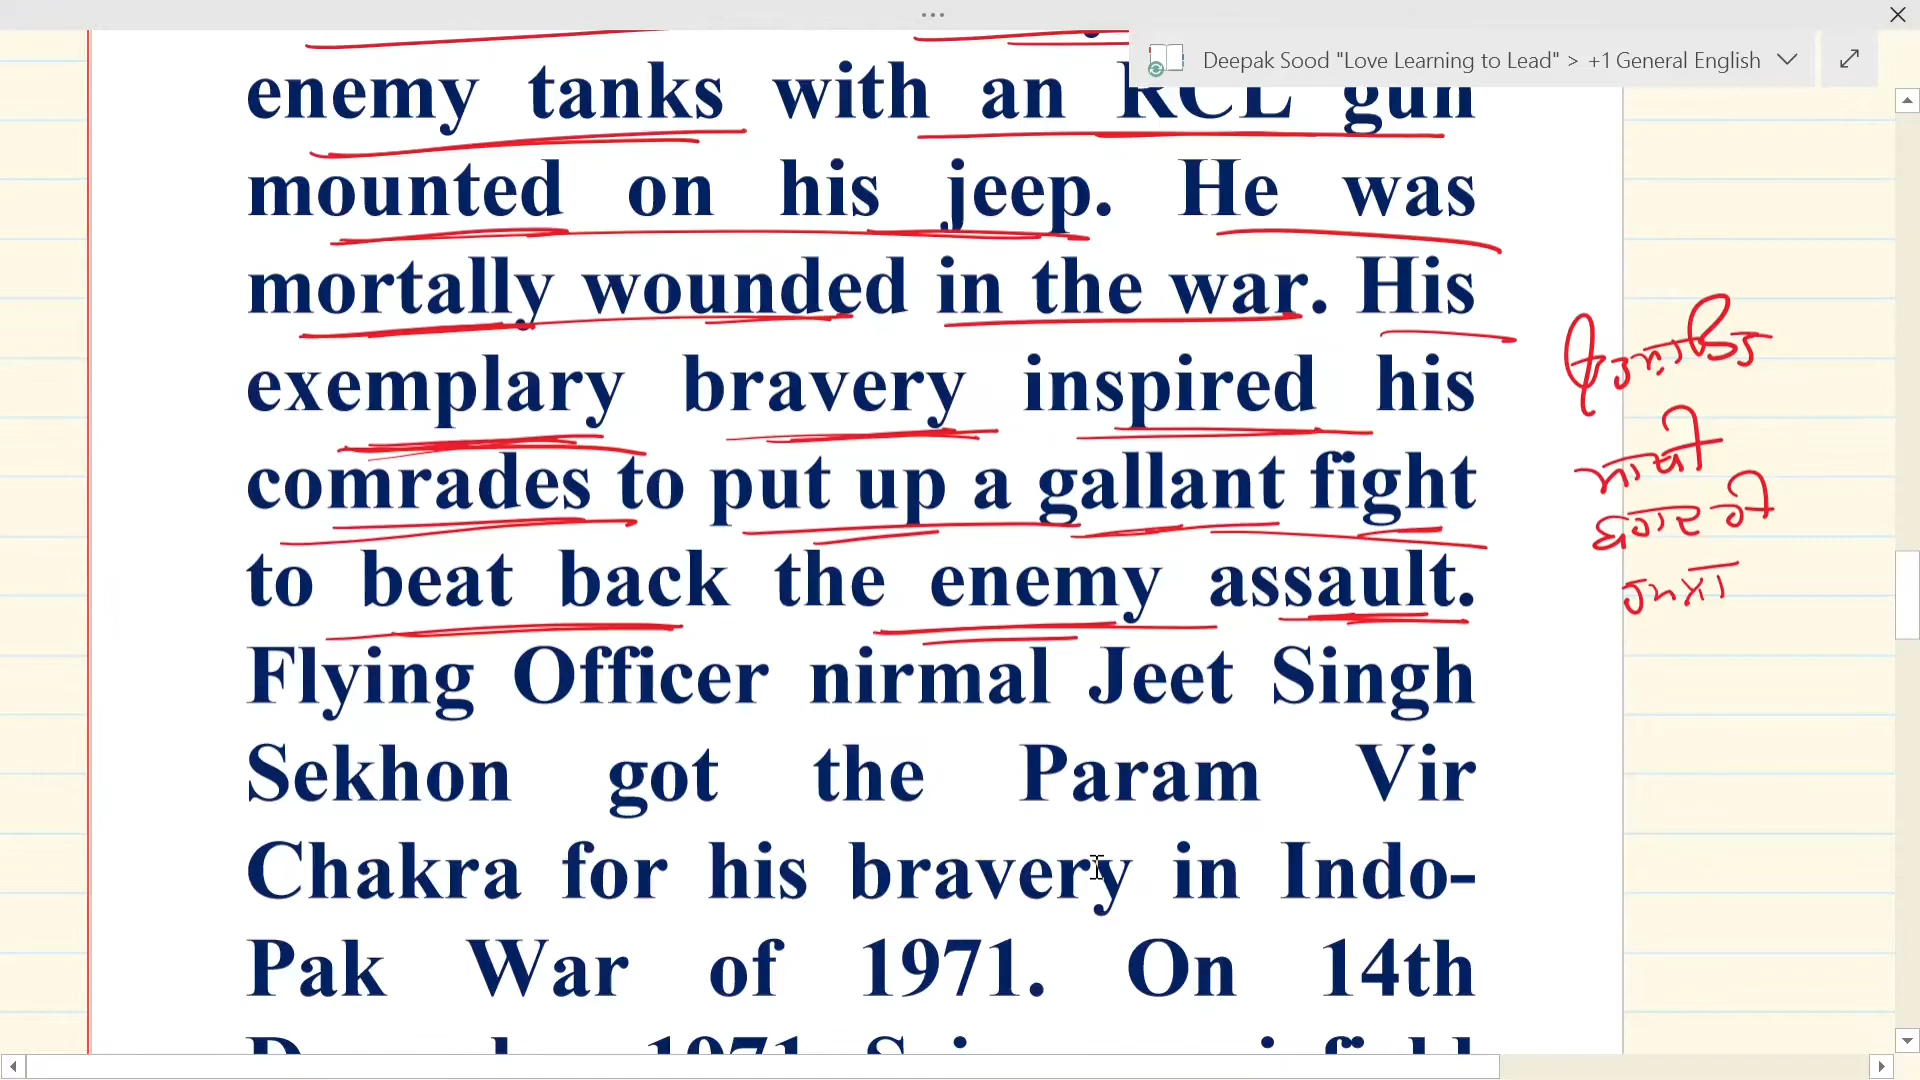 Deepak Sood "Love Learning to Lead" > +1 General English
enemy tanks with an RCL gun
mounted on his jeep. He was
mortally wounded in the war. His
exemplary bravery inspired his
comrades to put up a gallant fight
to beat back the enemy assault.
Flying Officer nirmal Jeet Singh
Sekhon got the Param Vir
Chakra for his bravery in Indo-
Pak War of 1971. On 14th
ਸਾਥੀ
ਬਹਾਦਰੀ
ਹਮਲਾ